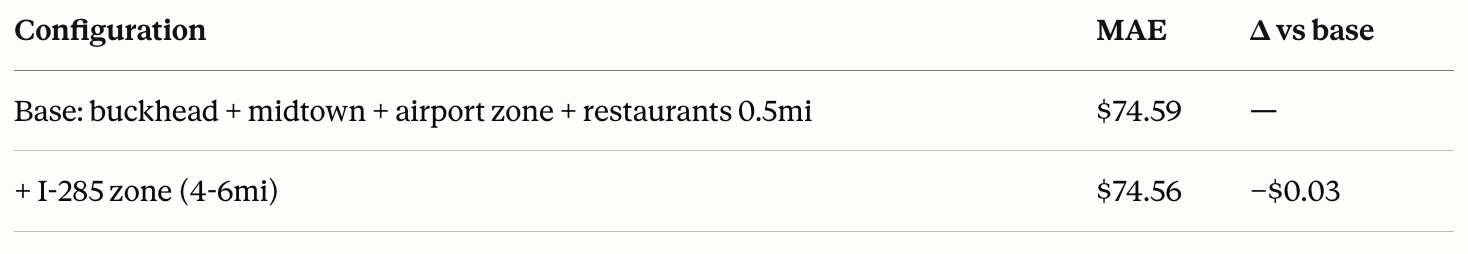 Configuration MAE Δ vs base
Base: buckhead + midtown + airport zone + restaurants 0.5mi $74.59 —
+ I-285 zone (4-6mi) $74.56 −$0.03